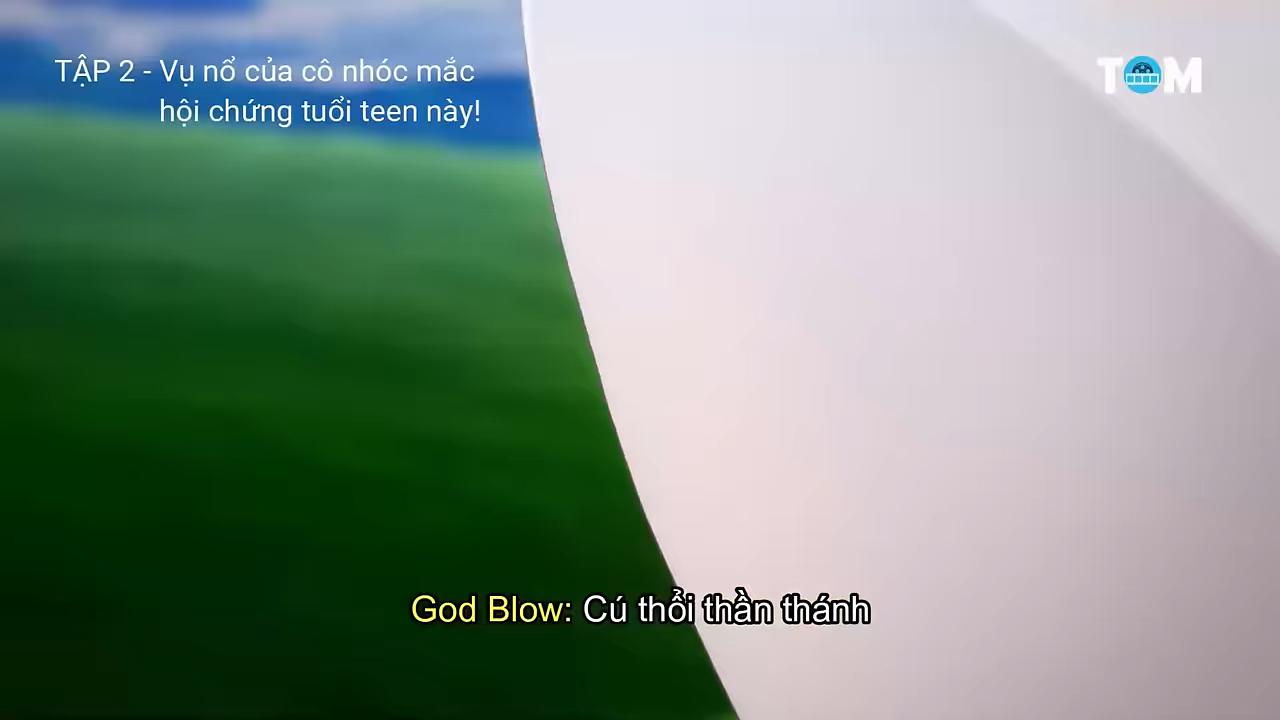 TẬP 2 - Vụ nổ của cô nhóc mắc
hội chứng tuổi teen này!
TOM
God Blow: Cú thổi thần thánh